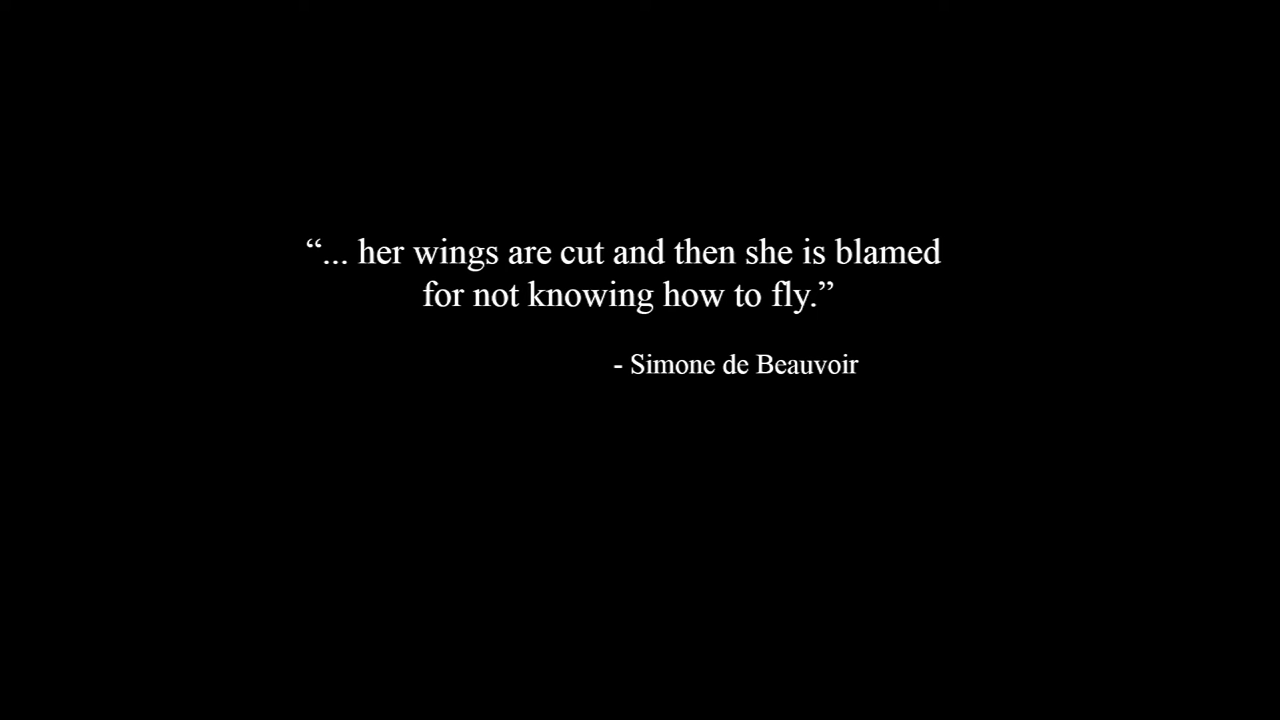 “... her wings are cut and then she is blamed
for not knowing how to fly.”
- Simone de Beauvoir